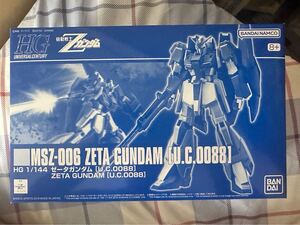 HG
UNIVERSAL CENTURY
機動戦士Ζガンダム
BANDAI NAMCO
8+
MSZ-006 ZETA GUNDAM [U.C.0088]
HG 1/144 ゼータガンダム [U.C.0088]
ZETA GUNDAM [U.C.0088]
BANDAI